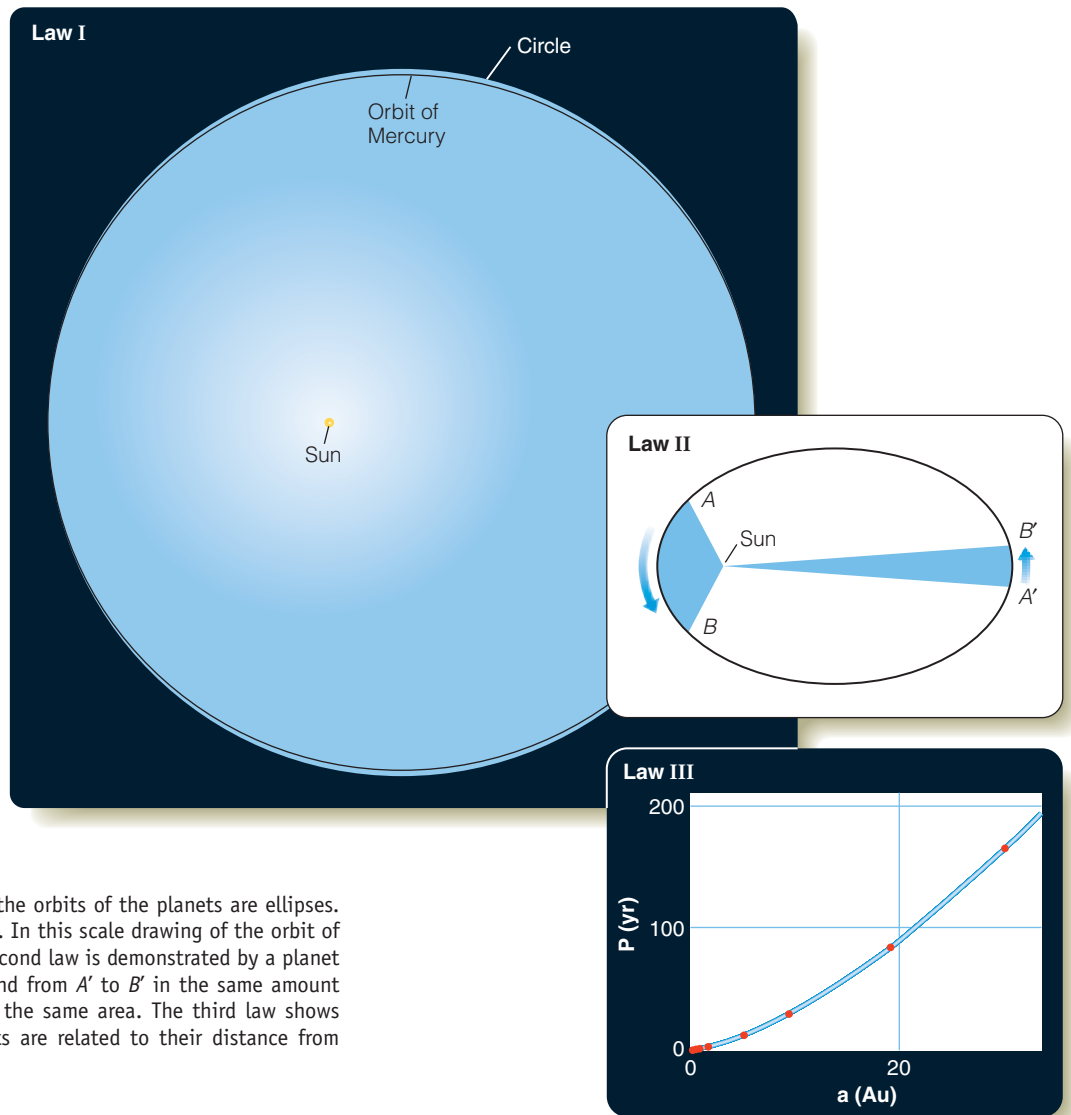 Law I
Circle
Orbit of
Mercury
Sun
Law II
A
Sun
B′
A′
B
Law III
200
100
0
P (yr)
0
20
a (Au)
the orbits of the planets are ellipses.
. In this scale drawing of the orbit of
cond law is demonstrated by a planet
nd from A′ to B′ in the same amount
the same area. The third law shows
ts are related to their distance from